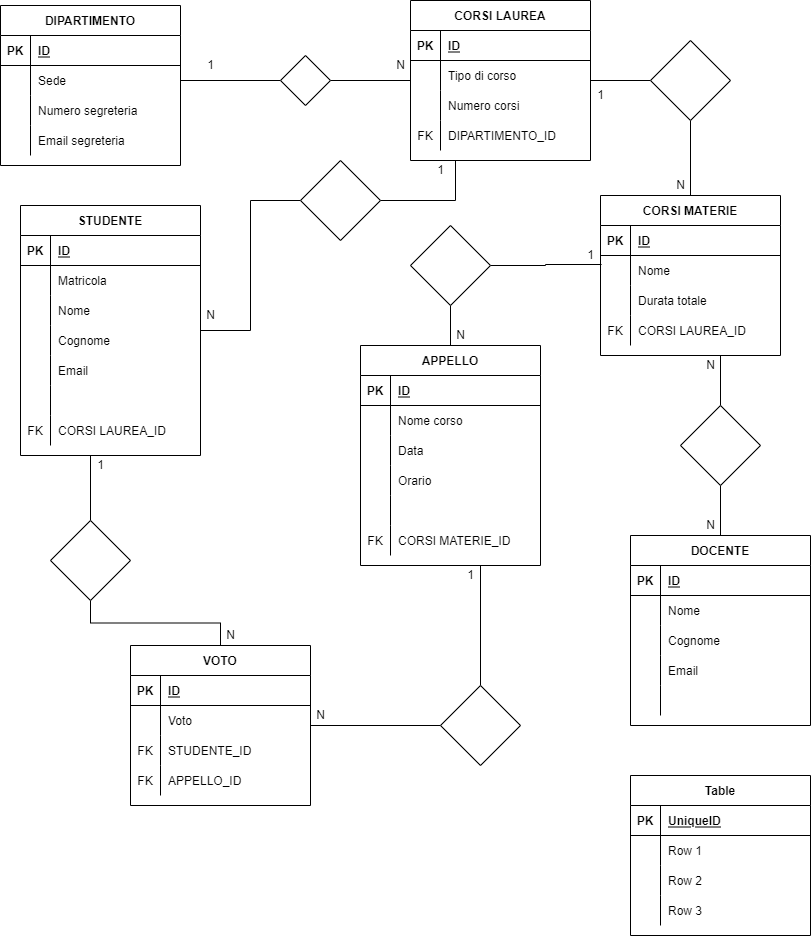 DIPARTIMENTO
PK ID
Sede
Numero segreteria
Email segreteria
1
N
CORSI LAUREA
PK ID
Tipo di corso
Numero corsi
FK DIPARTIMENTO_ID
1
N
1
N
STUDENTE
PK ID
Matricola
Nome
Cognome
Email
FK CORSI LAUREA_ID
1
CORSI MATERIE
PK ID
Nome
Durata totale
FK CORSI LAUREA_ID
1
N
N
N
APPELLO
PK ID
Nome corso
Data
Orario
FK CORSI MATERIE_ID
1
N
DOCENTE
PK ID
Nome
Cognome
Email
N
VOTO
PK ID
Voto
FK STUDENTE_ID
FK APPELLO_ID
Table
PK UniqueID
Row 1
Row 2
Row 3